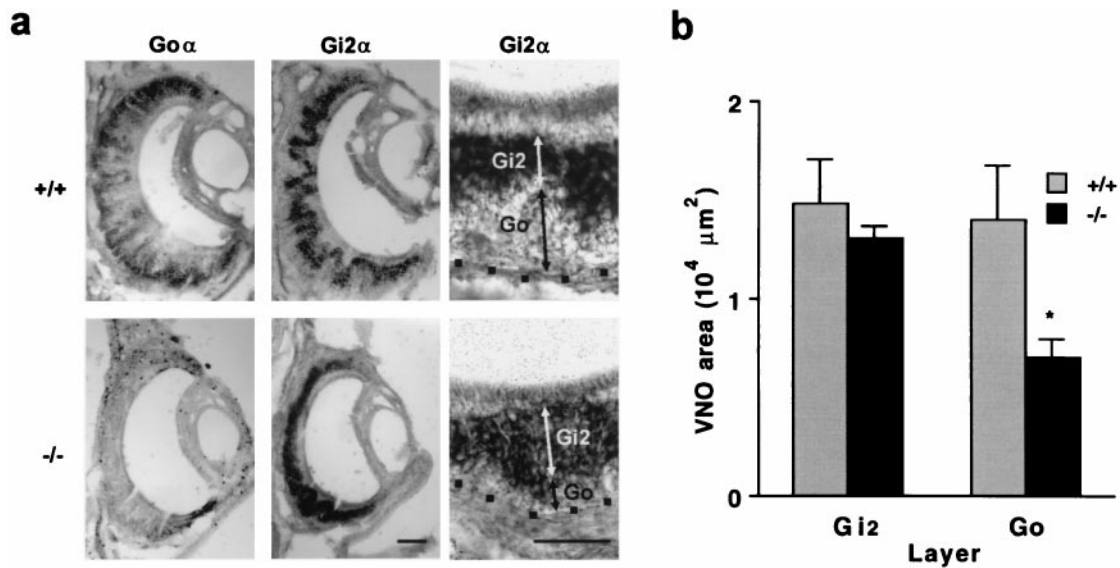 a
Goα
Gi2α
Gi2α
+/+
Gi2
Go
-/-
Gi2
Go
b
2
1
0
VNO area (10⁴ μm²)
+/+
-/-
*
Gi2
Go
Layer